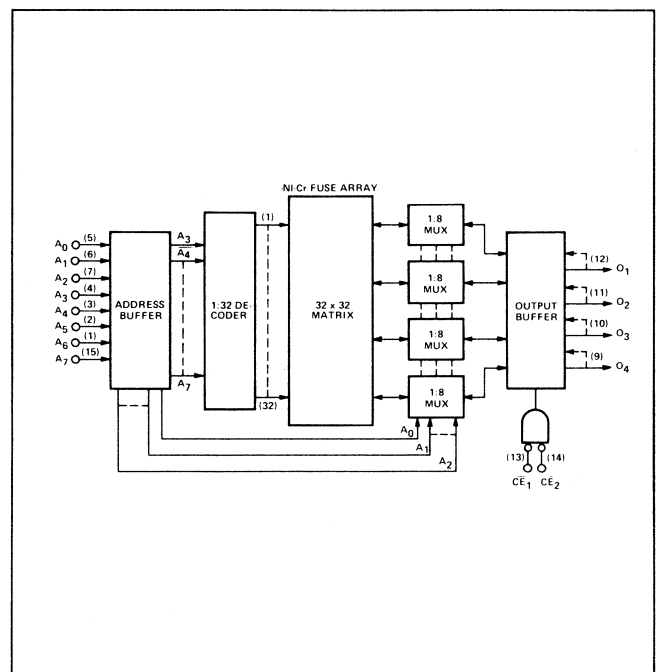 NI-Cr FUSE ARRAY
A0 (5)
A1 (6)
A2 (7)
A3 (4)
A4 (3)
A5 (2)
A6 (1)
A7 (15)
ADDRESS
BUFFER
A3
A4
A7
1:32 DE-
CODER
(1)
(32)
32 x 32
MATRIX
1:8
MUX
1:8
MUX
1:8
MUX
1:8
MUX
A0
A1
A2
OUTPUT
BUFFER
(12) O1
(11) O2
(10) O3
(9) O4
(13) (14)
C̅E̅1 C̅E̅2